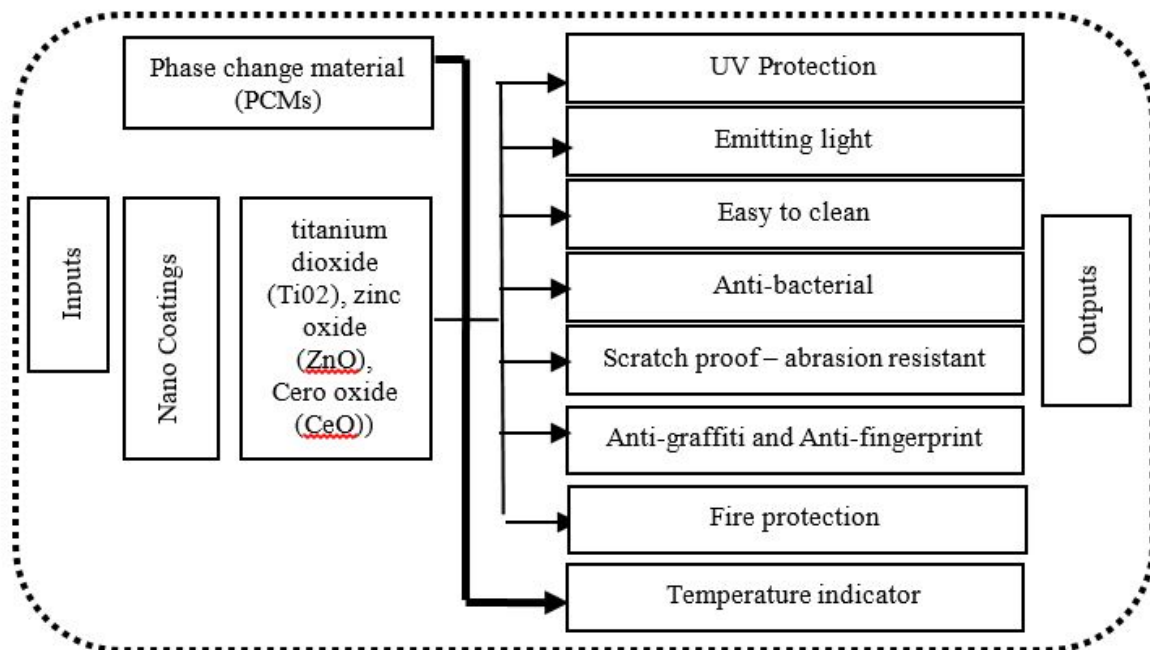 Phase change material
(PCMs)
Inputs
Nano Coatings
titanium
dioxide
(Ti02), zinc
oxide
(ZnO),
Cero oxide
(CeO))
UV Protection
Emitting light
Easy to clean
Anti-bacterial
Scratch proof – abrasion resistant
Anti-graffiti and Anti-fingerprint
Fire protection
Temperature indicator
Outputs